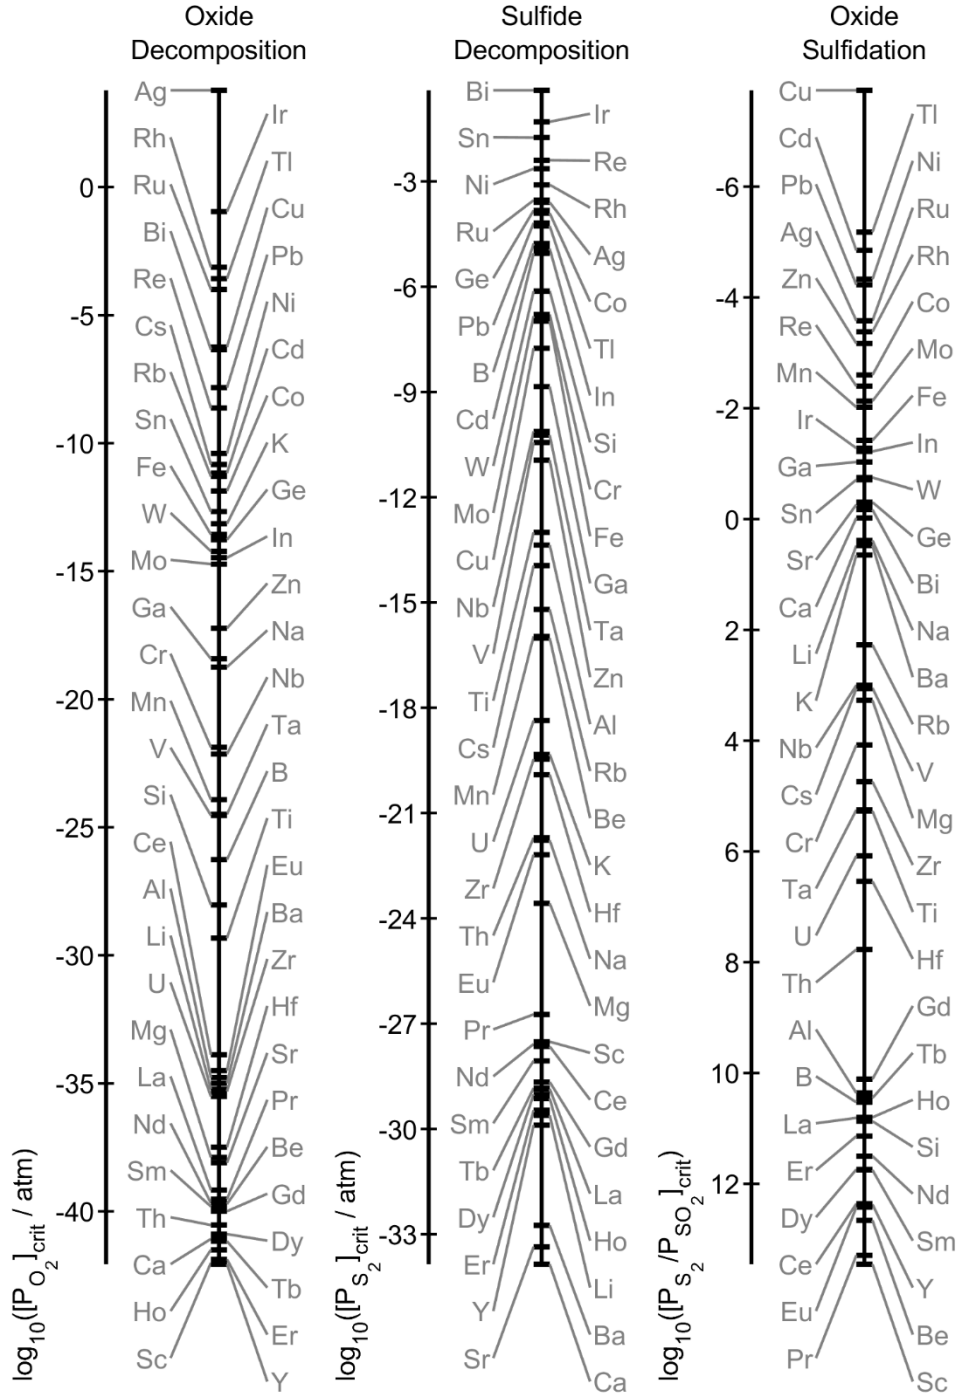 Oxide
Decomposition
Sulfide
Decomposition
Oxide
Sulfidation
log10([PO2]crit / atm)
0
-5
-10
-15
-20
-25
-30
-35
-40
Ag
Rh
Ru
Bi
Re
Cs
Rb
Sn
Fe
W
Mo
Ga
Cr
Mn
V
Si
Ce
Al
Li
U
Mg
La
Nd
Sm
Th
Ca
Ho
Sc
Ir
Tl
Cu
Pb
Ni
Cd
Co
K
Ge
In
Zn
Na
Nb
Ta
B
Ti
Eu
Ba
Zr
Hf
Sr
Pr
Be
Gd
Dy
Tb
Er
Y
log10([PS2]crit / atm)
-3
-6
-9
-12
-15
-18
-21
-24
-27
-30
-33
Bi
Sn
Ni
Ru
Ge
Pb
B
Cd
W
Mo
Cu
Nb
V
Ti
Cs
Mn
U
Zr
Th
Eu
Pr
Nd
Sm
Tb
Dy
Er
Y
Sr
Ir
Re
Rh
Ag
Co
Tl
In
Si
Cr
Fe
Ga
Ta
Zn
Al
Rb
Be
K
Hf
Na
Mg
Sc
Ce
Gd
La
Ho
Li
Ba
Ca
log10([PS2/PSO2]crit)
-6
-4
-2
0
2
4
6
8
10
12
Cu
Cd
Pb
Ag
Zn
Re
Mn
Ir
Ga
Sn
Sr
Ca
Li
K
Nb
Cs
Cr
Ta
U
Th
Al
B
La
Er
Dy
Ce
Eu
Pr
Tl
Ni
Ru
Rh
Co
Mo
Fe
In
W
Ge
Bi
Na
Ba
Rb
V
Mg
Zr
Ti
Hf
Gd
Tb
Ho
Si
Nd
Sm
Y
Be
Sc